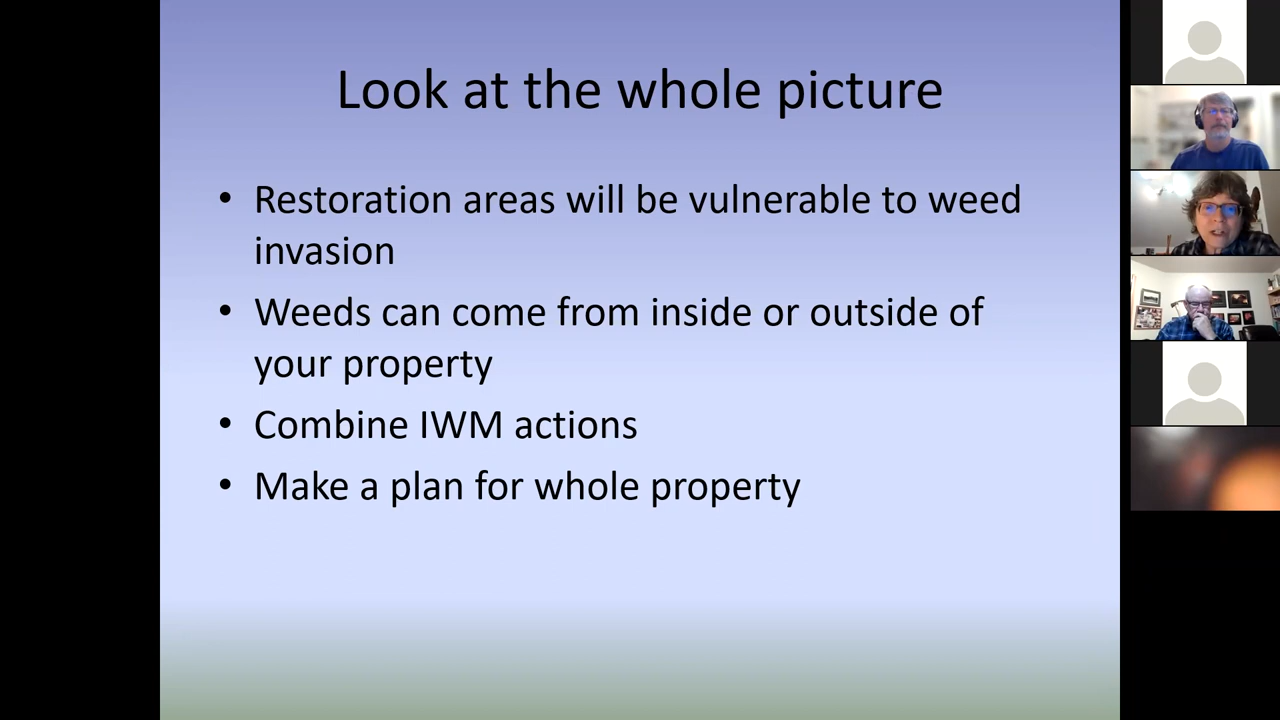 Look at the whole picture
• Restoration areas will be vulnerable to weed
invasion
• Weeds can come from inside or outside of
your property
• Combine IWM actions
• Make a plan for whole property